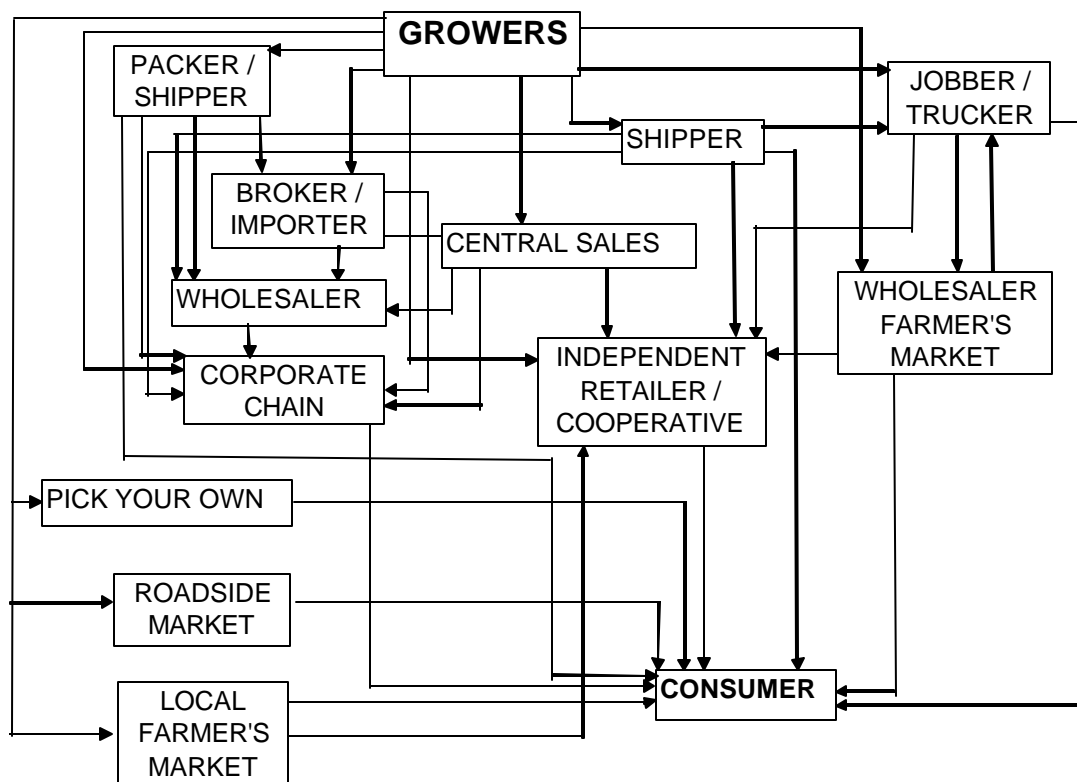 GROWERS
PACKER /
SHIPPER
JOBBER /
TRUCKER
SHIPPER
BROKER /
IMPORTER
CENTRAL SALES
WHOLESALER
WHOLESALER
FARMER'S
MARKET
CORPORATE
CHAIN
INDEPENDENT
RETAILER /
COOPERATIVE
PICK YOUR OWN
ROADSIDE
MARKET
CONSUMER
LOCAL
FARMER'S
MARKET